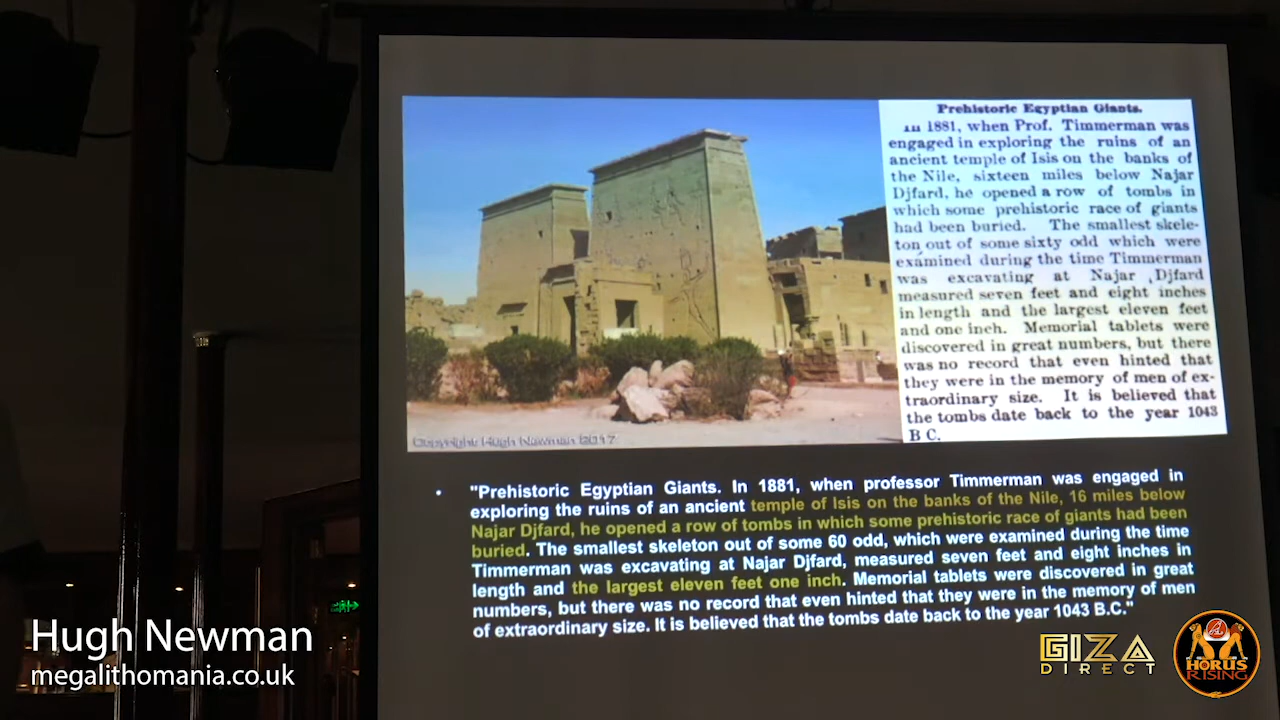 Prehistoric Egyptian Giants.
In 1881, when Prof. Timmerman was
engaged in exploring the ruins of an
ancient temple of Isis on the banks of
the Nile, sixteen miles below Najar
Djfard, he opened a row of tombs in
which some prehistoric race of giants
had been buried. The smallest skele-
ton out of some sixty odd which were
examined during the time Timmerman
was excavating at Najar Djfard
measured seven feet and eight inches
in length and the largest eleven feet
and one inch. Memorial tablets were
discovered in great numbers, but there
was no record that even hinted that
they were in the memory of men of ex-
traordinary size. It is believed that
the tombs date back to the year 1043
B C.
Copyright Hugh Newman 2017
• "Prehistoric Egyptian Giants. In 1881, when professor Timmerman was engaged in
exploring the ruins of an ancient temple of Isis on the banks of the Nile, 16 miles below
Najar Djfard, he opened a row of tombs in which some prehistoric race of giants had been
buried. The smallest skeleton out of some 60 odd, which were examined during the time
Timmerman was excavating at Najar Djfard, measured seven feet and eight inches in
length and the largest eleven feet one inch. Memorial tablets were discovered in great
numbers, but there was no record that even hinted that they were in the memory of men
of extraordinary size. It is believed that the tombs date back to the year 1043 B.C."
Hugh Newman
megalithomania.co.uk
GIZA
DIRECT
HORUS
RISING